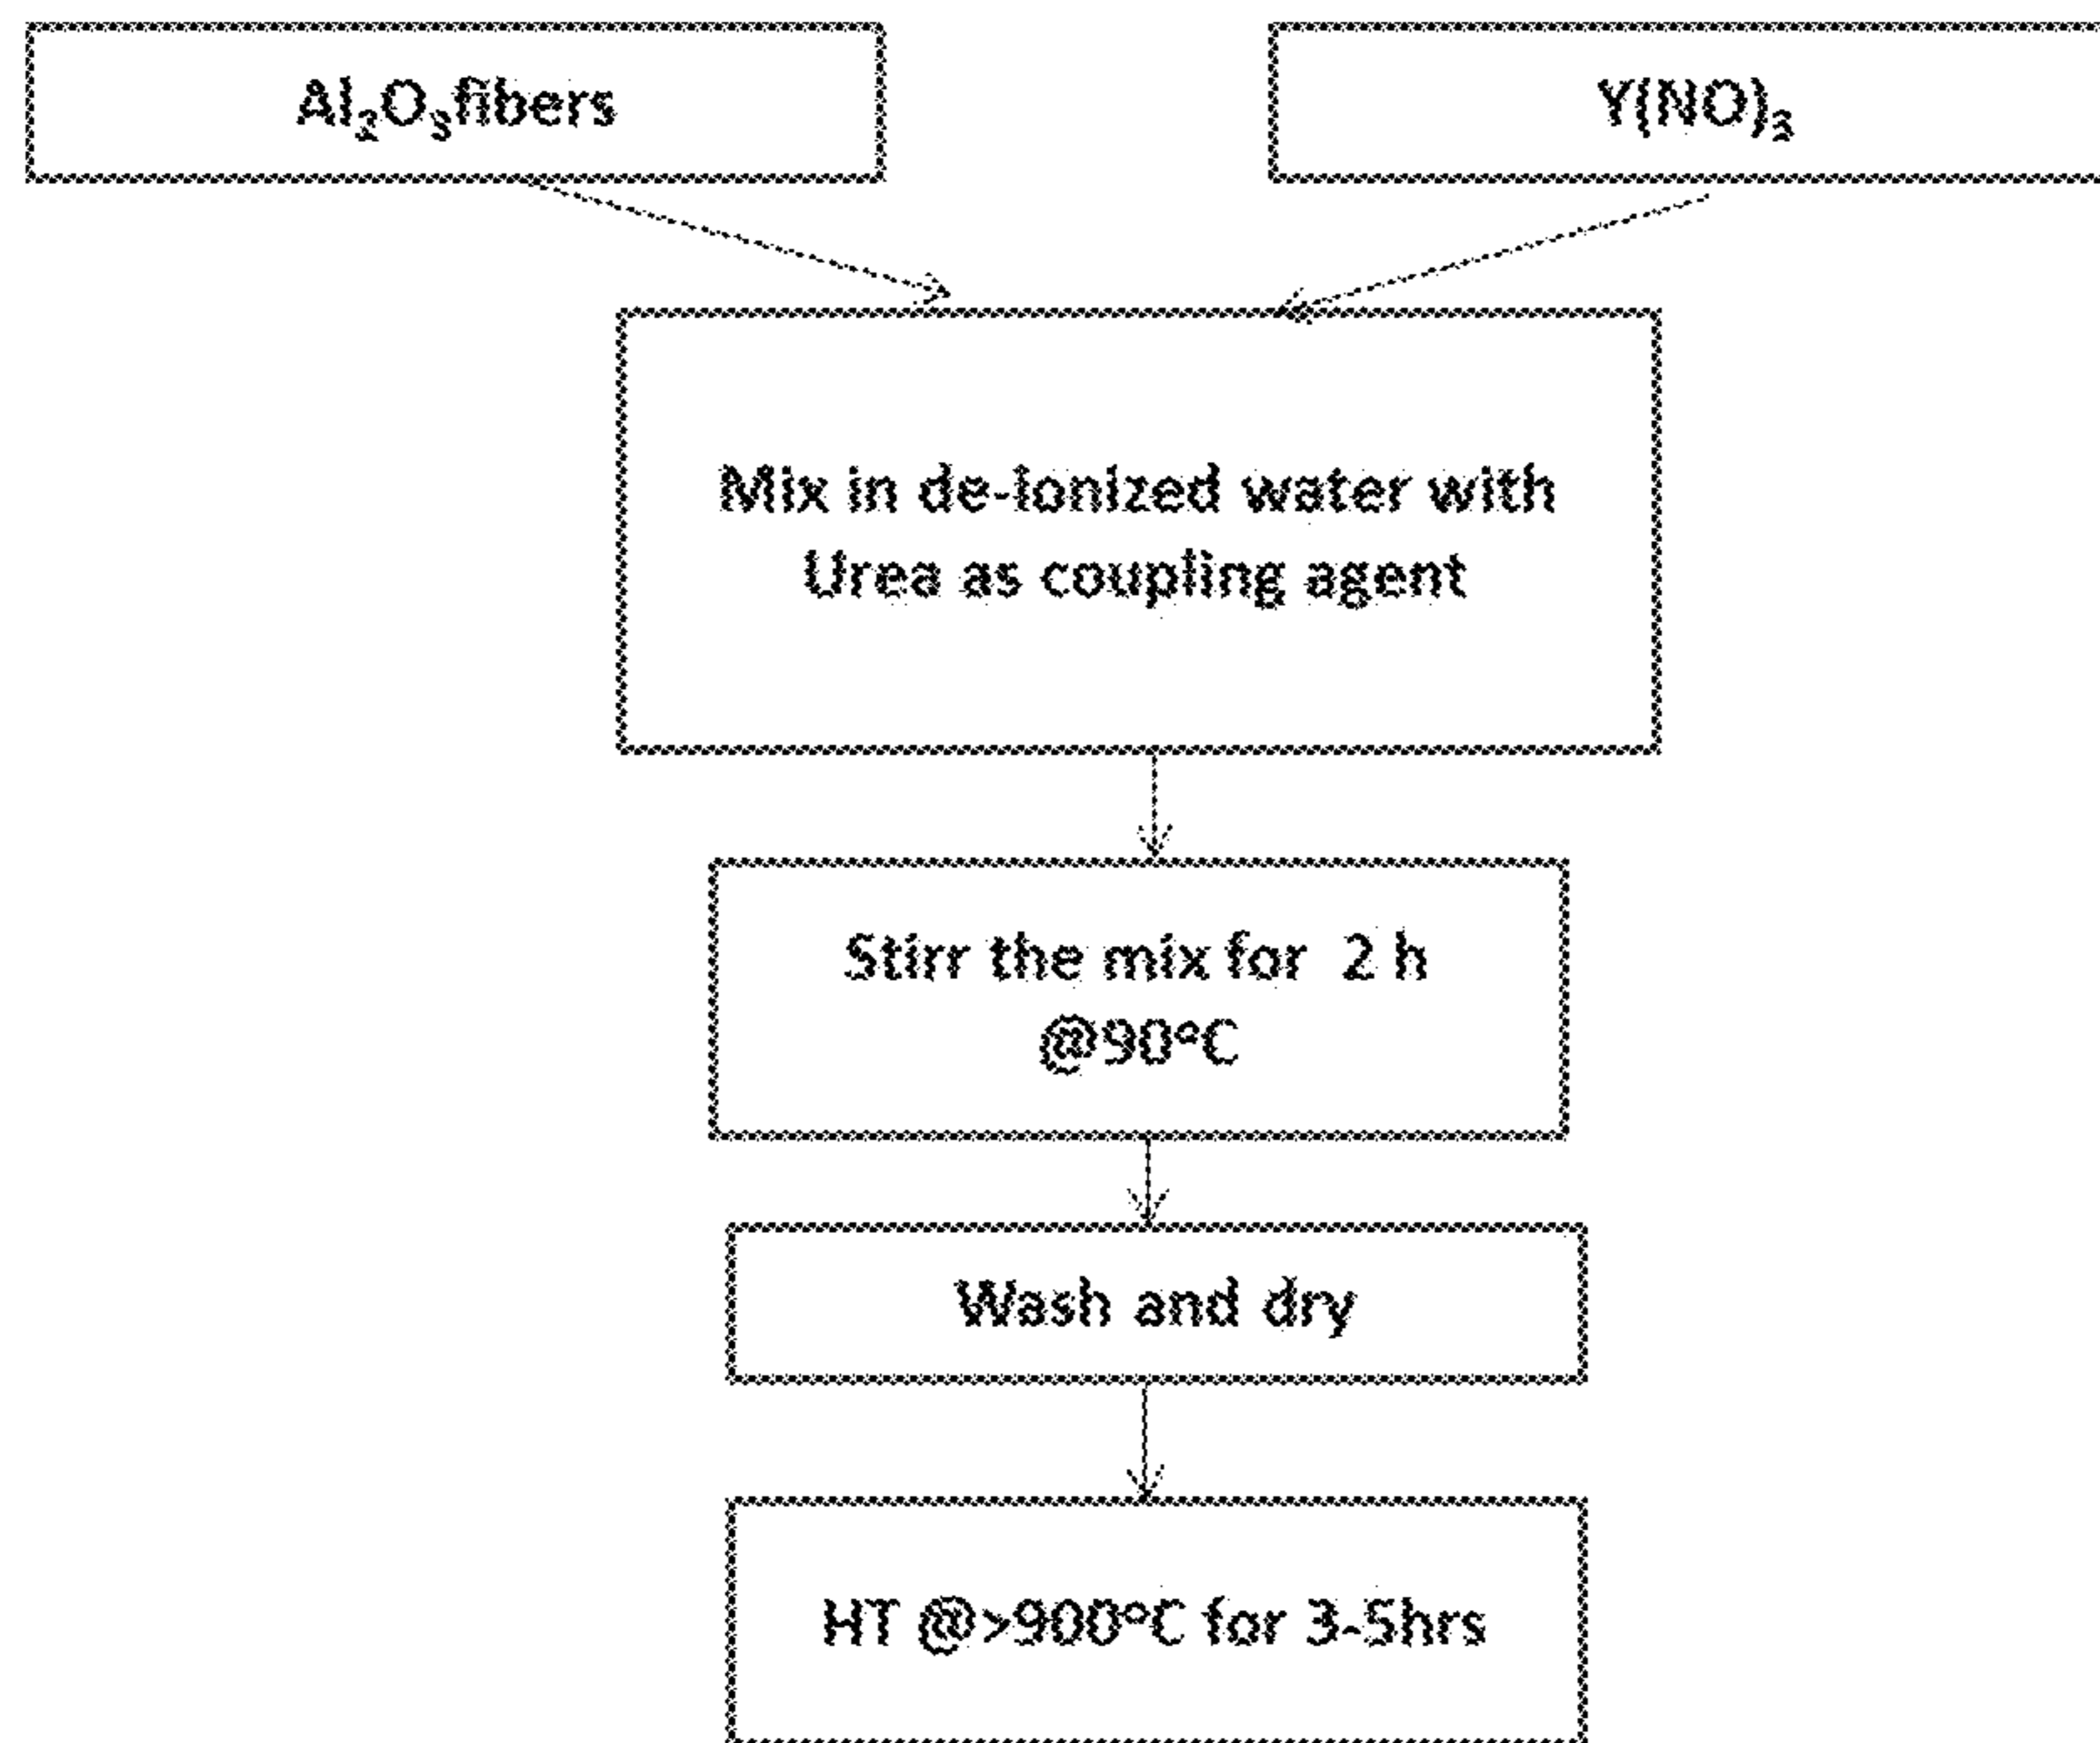 Al₂O₃fibers
Y(NO)₃
Mix in de-ionized water with
Urea as coupling agent
Stirr the mix for 2 h
@90°C
Wash and dry
HT @>900°C for 3-5hrs